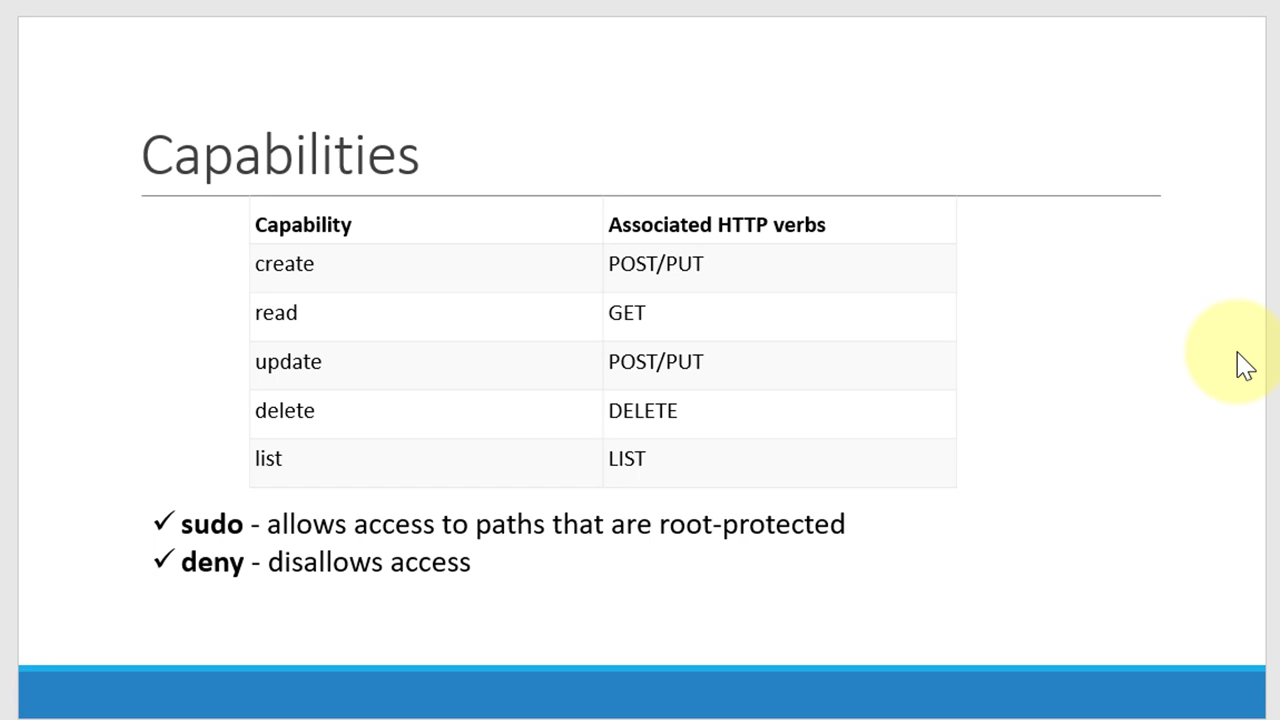 Capabilities
Capability Associated HTTP verbs
create POST/PUT
read GET
update POST/PUT
delete DELETE
list LIST
✓ sudo - allows access to paths that are root-protected
✓ deny - disallows access